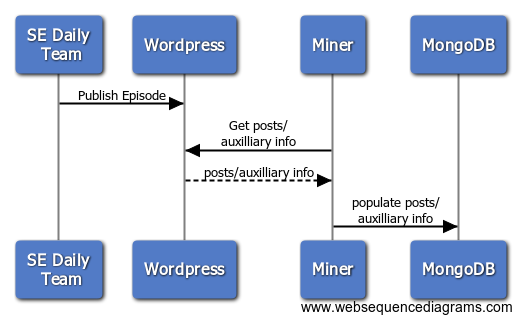 SE Daily
Team
Wordpress
Miner
MongoDB
Publish Episode
Get posts/
auxilliary info
posts/auxilliary info
populate posts/
auxilliary info
SE Daily
Team
Wordpress
Miner
MongoDB
www.websequencediagrams.com